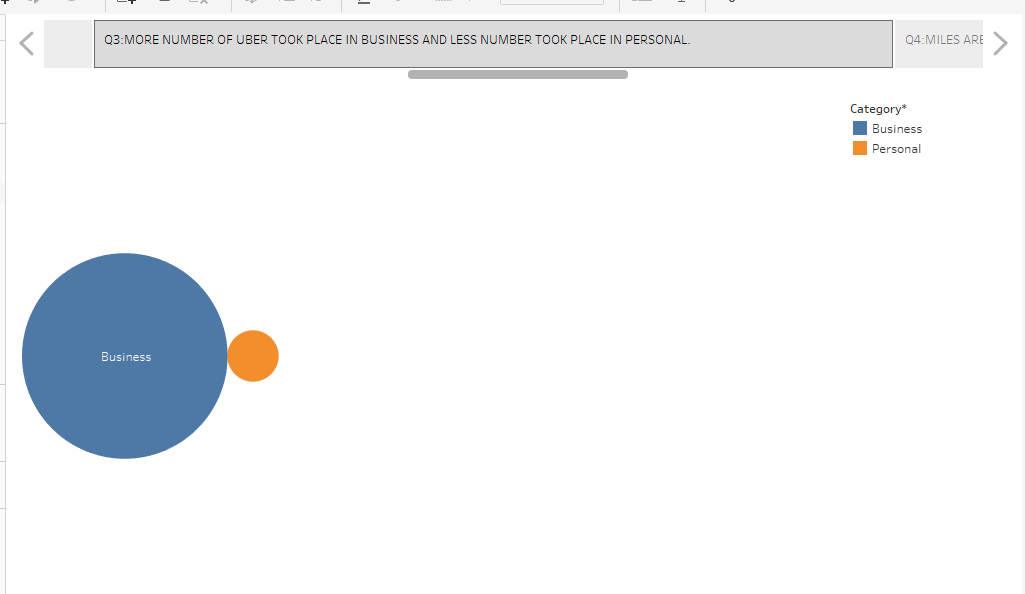 Q3:MORE NUMBER OF UBER TOOK PLACE IN BUSINESS AND LESS NUMBER TOOK PLACE IN PERSONAL.
Q4:MILES ARE
Category*
Business
Personal
Business